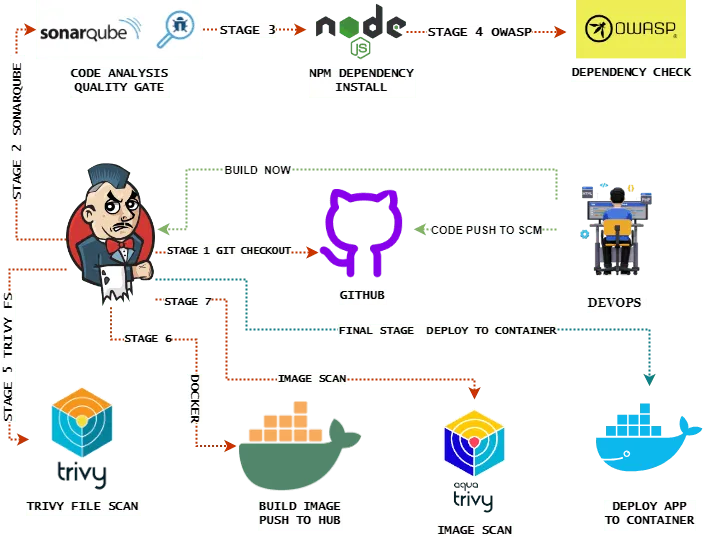 sonarqube
STAGE 3
node
JS
STAGE 4 OWASP
OWASP
CODE ANALYSIS
QUALITY GATE
NPM DEPENDENCY
INSTALL
DEPENDENCY CHECK
STAGE 2 SONARQUBE
BUILD NOW
STAGE 1 GIT CHECKOUT
CODE PUSH TO SCM
GITHUB
DEVOPS
STAGE 5 TRIVY FS
STAGE 7
STAGE 6
FINAL STAGE DEPLOY TO CONTAINER
DOCKER
IMAGE SCAN
trivy
aqua
trivy
TRIVY FILE SCAN
BUILD IMAGE
PUSH TO HUB
IMAGE SCAN
DEPLOY APP
TO CONTAINER